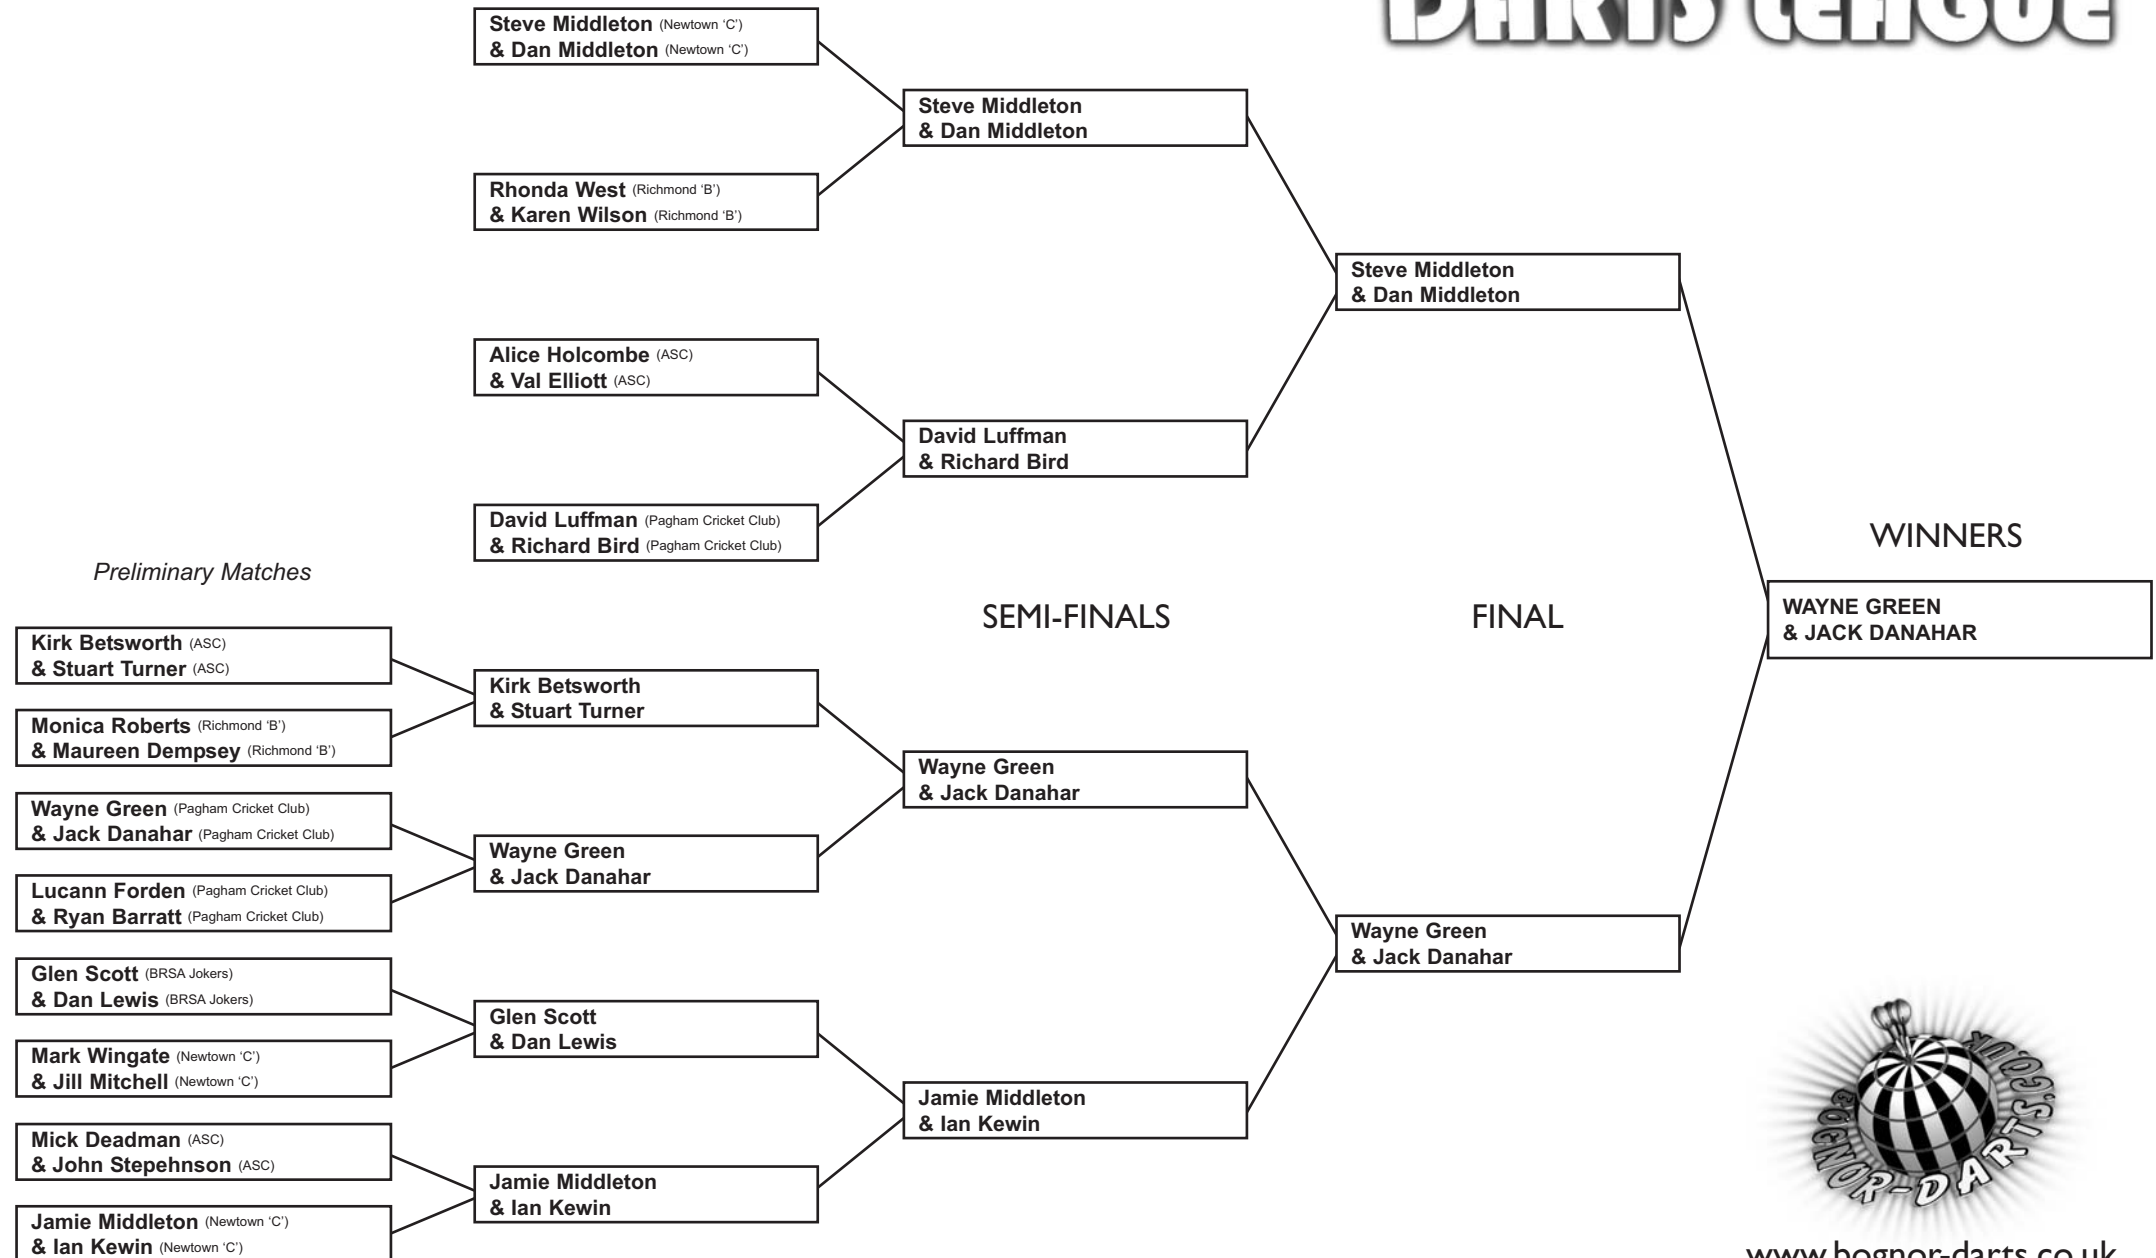 DARTS LEAGUE
Steve Middleton (Newtown ‘C’)
& Dan Middleton (Newtown ‘C’)
Rhonda West (Richmond ‘B’)
& Karen Wilson (Richmond ‘B’)
Alice Holcombe (ASC)
& Val Elliott (ASC)
David Luffman (Pagham Cricket Club)
& Richard Bird (Pagham Cricket Club)
Preliminary Matches
Kirk Betsworth (ASC)
& Stuart Turner (ASC)
Monica Roberts (Richmond ‘B’)
& Maureen Dempsey (Richmond ‘B’)
Wayne Green (Pagham Cricket Club)
& Jack Danahar (Pagham Cricket Club)
Lucann Forden (Pagham Cricket Club)
& Ryan Barratt (Pagham Cricket Club)
Glen Scott (BRSA Jokers)
& Dan Lewis (BRSA Jokers)
Mark Wingate (Newtown ‘C’)
& Jill Mitchell (Newtown ‘C’)
Mick Deadman (ASC)
& John Stepehnson (ASC)
Jamie Middleton (Newtown ‘C’)
& Ian Kewin (Newtown ‘C’)
Kirk Betsworth
& Stuart Turner
Wayne Green
& Jack Danahar
Glen Scott
& Dan Lewis
Jamie Middleton
& Ian Kewin
Steve Middleton
& Dan Middleton
David Luffman
& Richard Bird
SEMI-FINALS
Wayne Green
& Jack Danahar
Jamie Middleton
& Ian Kewin
Steve Middleton
& Dan Middleton
FINAL
Wayne Green
& Jack Danahar
WINNERS
WAYNE GREEN
& JACK DANAHAR
BOGNOR-DARTS.CO.UK
www.bognor-darts.co.uk